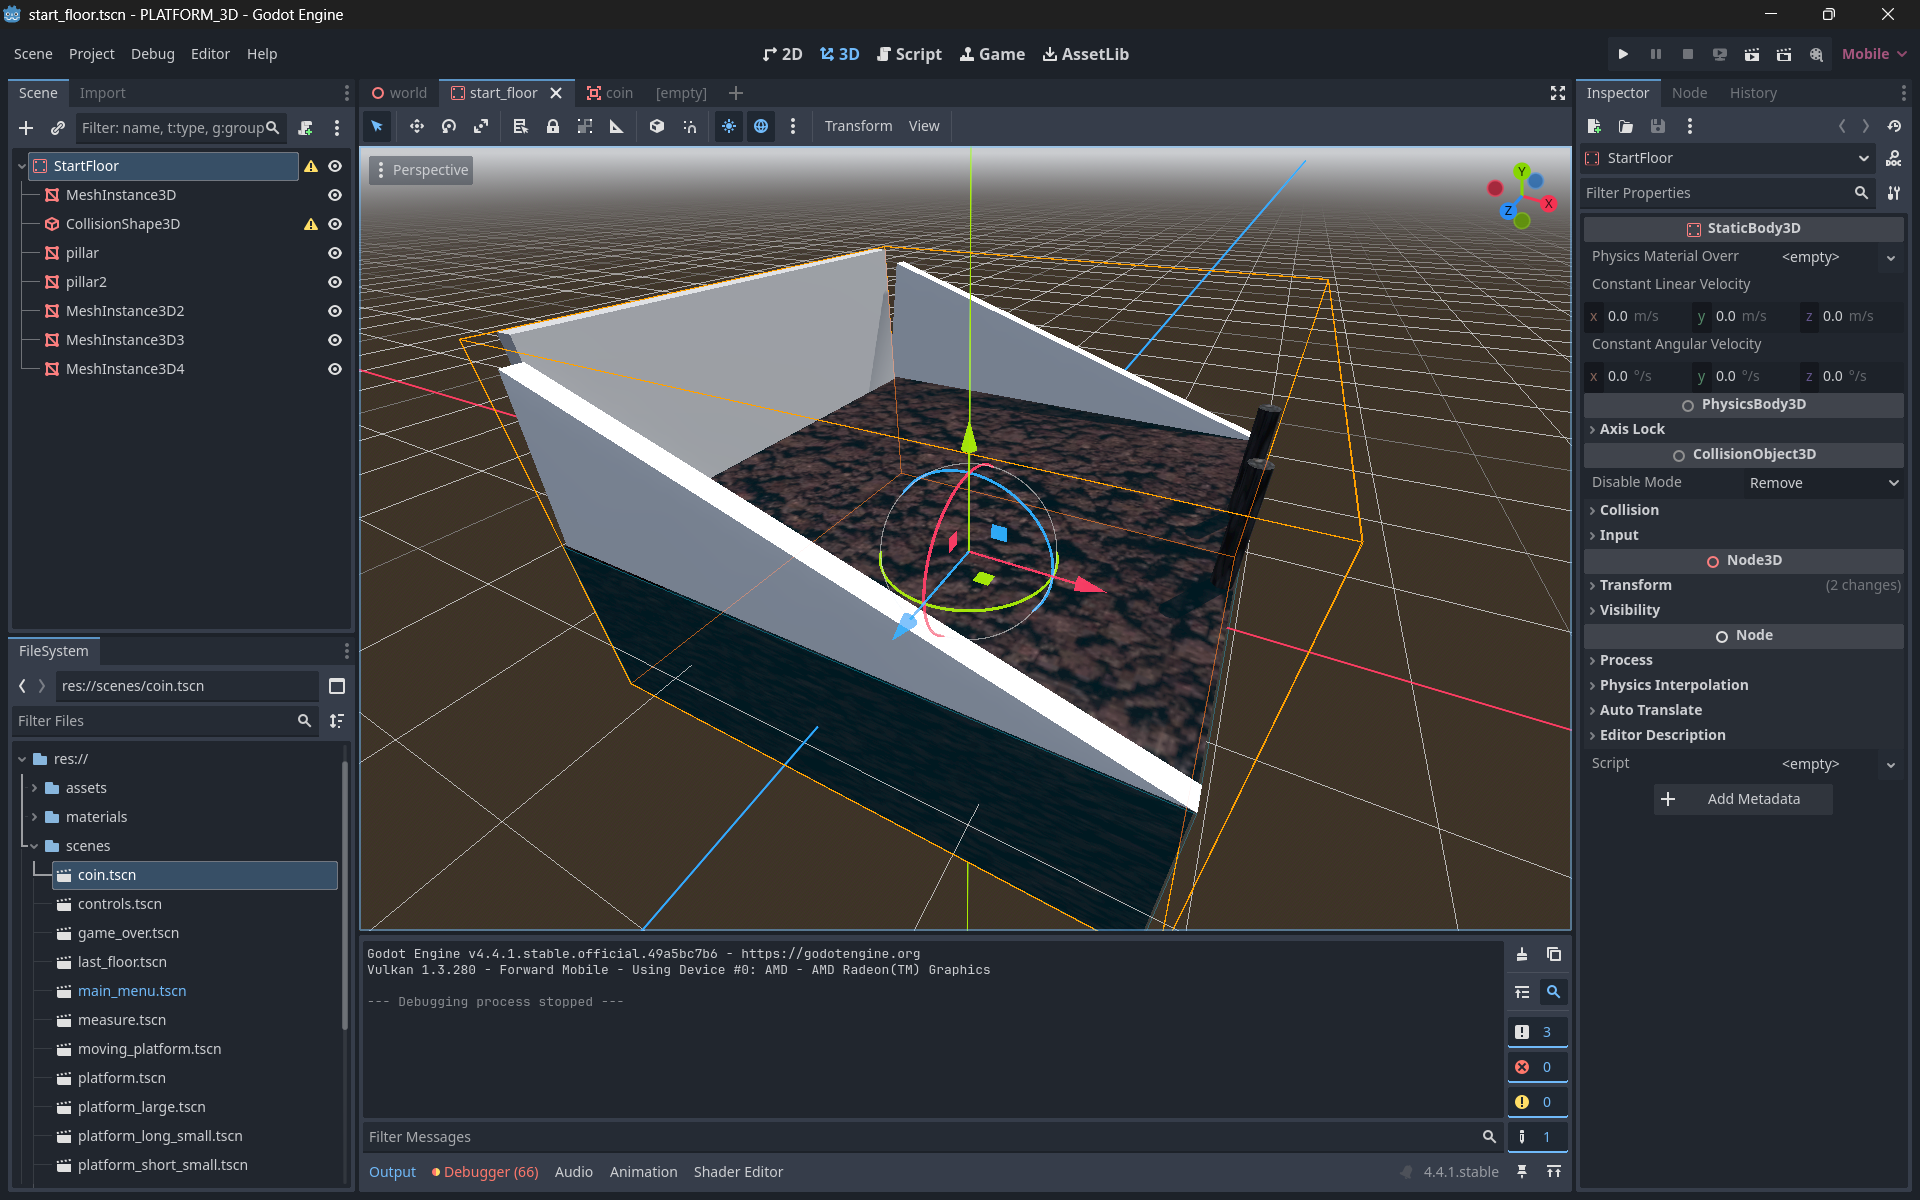 start_floor.tscn - PLATFORM_3D - Godot Engine
Scene Project Debug Editor Help
2D 3D Script Game AssetLib
Mobile
Scene Import
Filter: name, t:type, g:group
StartFloor
MeshInstance3D
CollisionShape3D
pillar
pillar2
MeshInstance3D2
MeshInstance3D3
MeshInstance3D4
FileSystem
res://scenes/coin.tscn
Filter Files
res://
assets
materials
scenes
coin.tscn
controls.tscn
game_over.tscn
last_floor.tscn
main_menu.tscn
measure.tscn
moving_platform.tscn
platform.tscn
platform_large.tscn
platform_long_small.tscn
platform_short_small.tscn
world start_floor coin [empty]
Transform View
Perspective
Y
X
Z
Godot Engine v4.4.1.stable.official.49a5bc7b6 - https://godotengine.org
Vulkan 1.3.280 - Forward Mobile - Using Device #0: AMD - AMD Radeon(TM) Graphics
--- Debugging process stopped ---
3
0
0
1
Filter Messages
Output Debugger (66) Audio Animation Shader Editor
4.4.1.stable
Inspector Node History
StartFloor
DOC
Filter Properties
StaticBody3D
Physics Material Overr <empty>
Constant Linear Velocity
x 0.0 m/s y 0.0 m/s z 0.0 m/s
Constant Angular Velocity
x 0.0 °/s y 0.0 °/s z 0.0 °/s
PhysicsBody3D
Axis Lock
CollisionObject3D
Disable Mode Remove
Collision
Input
Node3D
Transform (2 changes)
Visibility
Node
Process
Physics Interpolation
Auto Translate
Editor Description
Script <empty>
Add Metadata